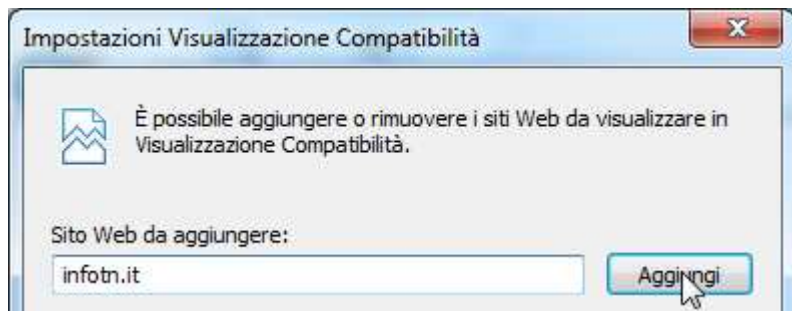 Impostazioni Visualizzazione Compatibilità
È possibile aggiungere o rimuovere i siti Web da visualizzare in
Visualizzazione Compatibilità.
Sito Web da aggiungere:
infotn.it
Aggiungi